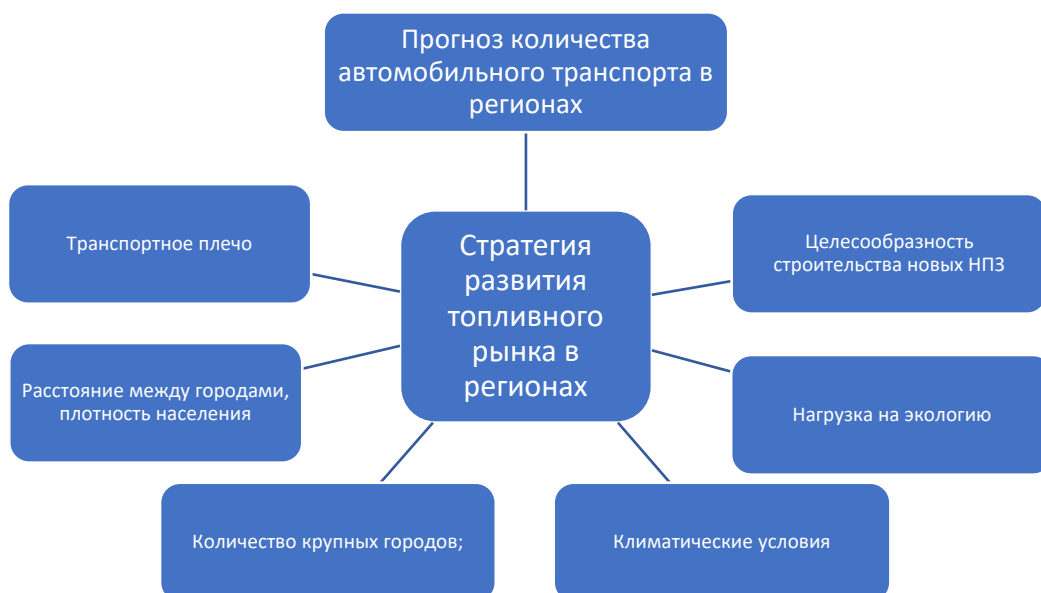 Прогноз количества
автомобильного транспорта в
регионах
Транспортное плечо
Стратегия
развития
топливного
рынка в
регионах
Целесообразность
строительства новых НПЗ
Расстояние между городами,
плотность населения
Нагрузка на экологию
Количество крупных городов;
Климатические условия